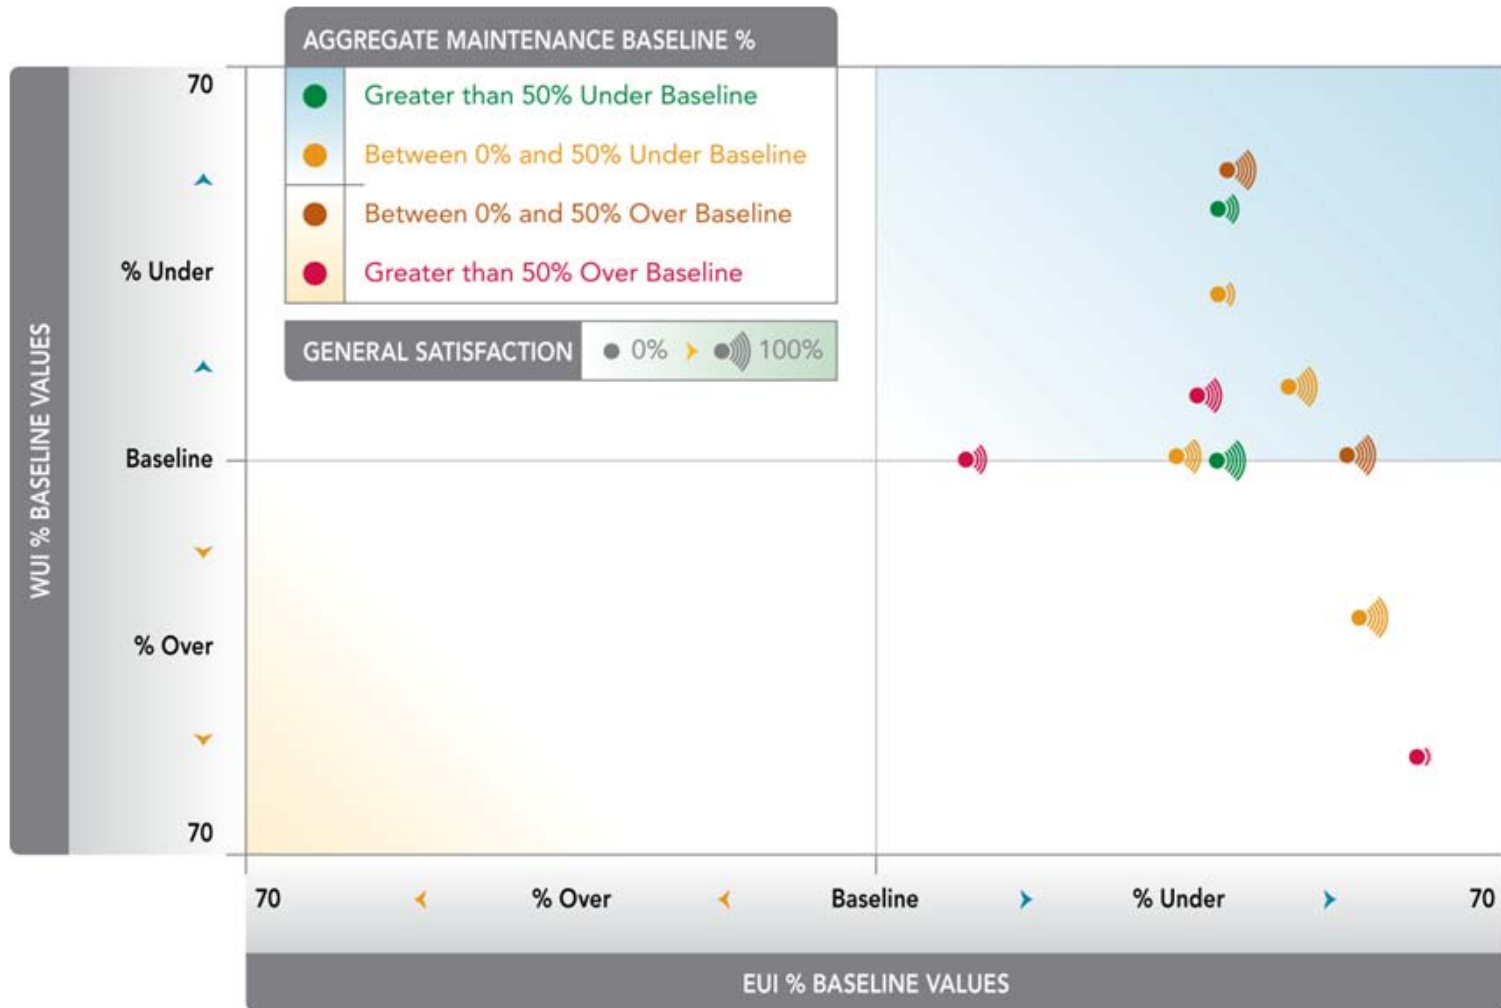 AGGREGATE MAINTENANCE BASELINE %
Greater than 50% Under Baseline
Between 0% and 50% Under Baseline
Between 0% and 50% Over Baseline
Greater than 50% Over Baseline
GENERAL SATISFACTION 0% 100%
WUI % BASELINE VALUES
70
% Under
Baseline
% Over
70
70 % Over Baseline % Under 70
EUI % BASELINE VALUES